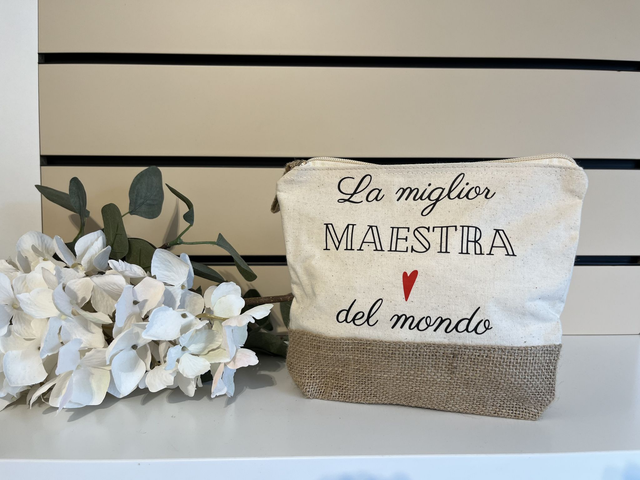 La miglior
MAESTRA
del mondo